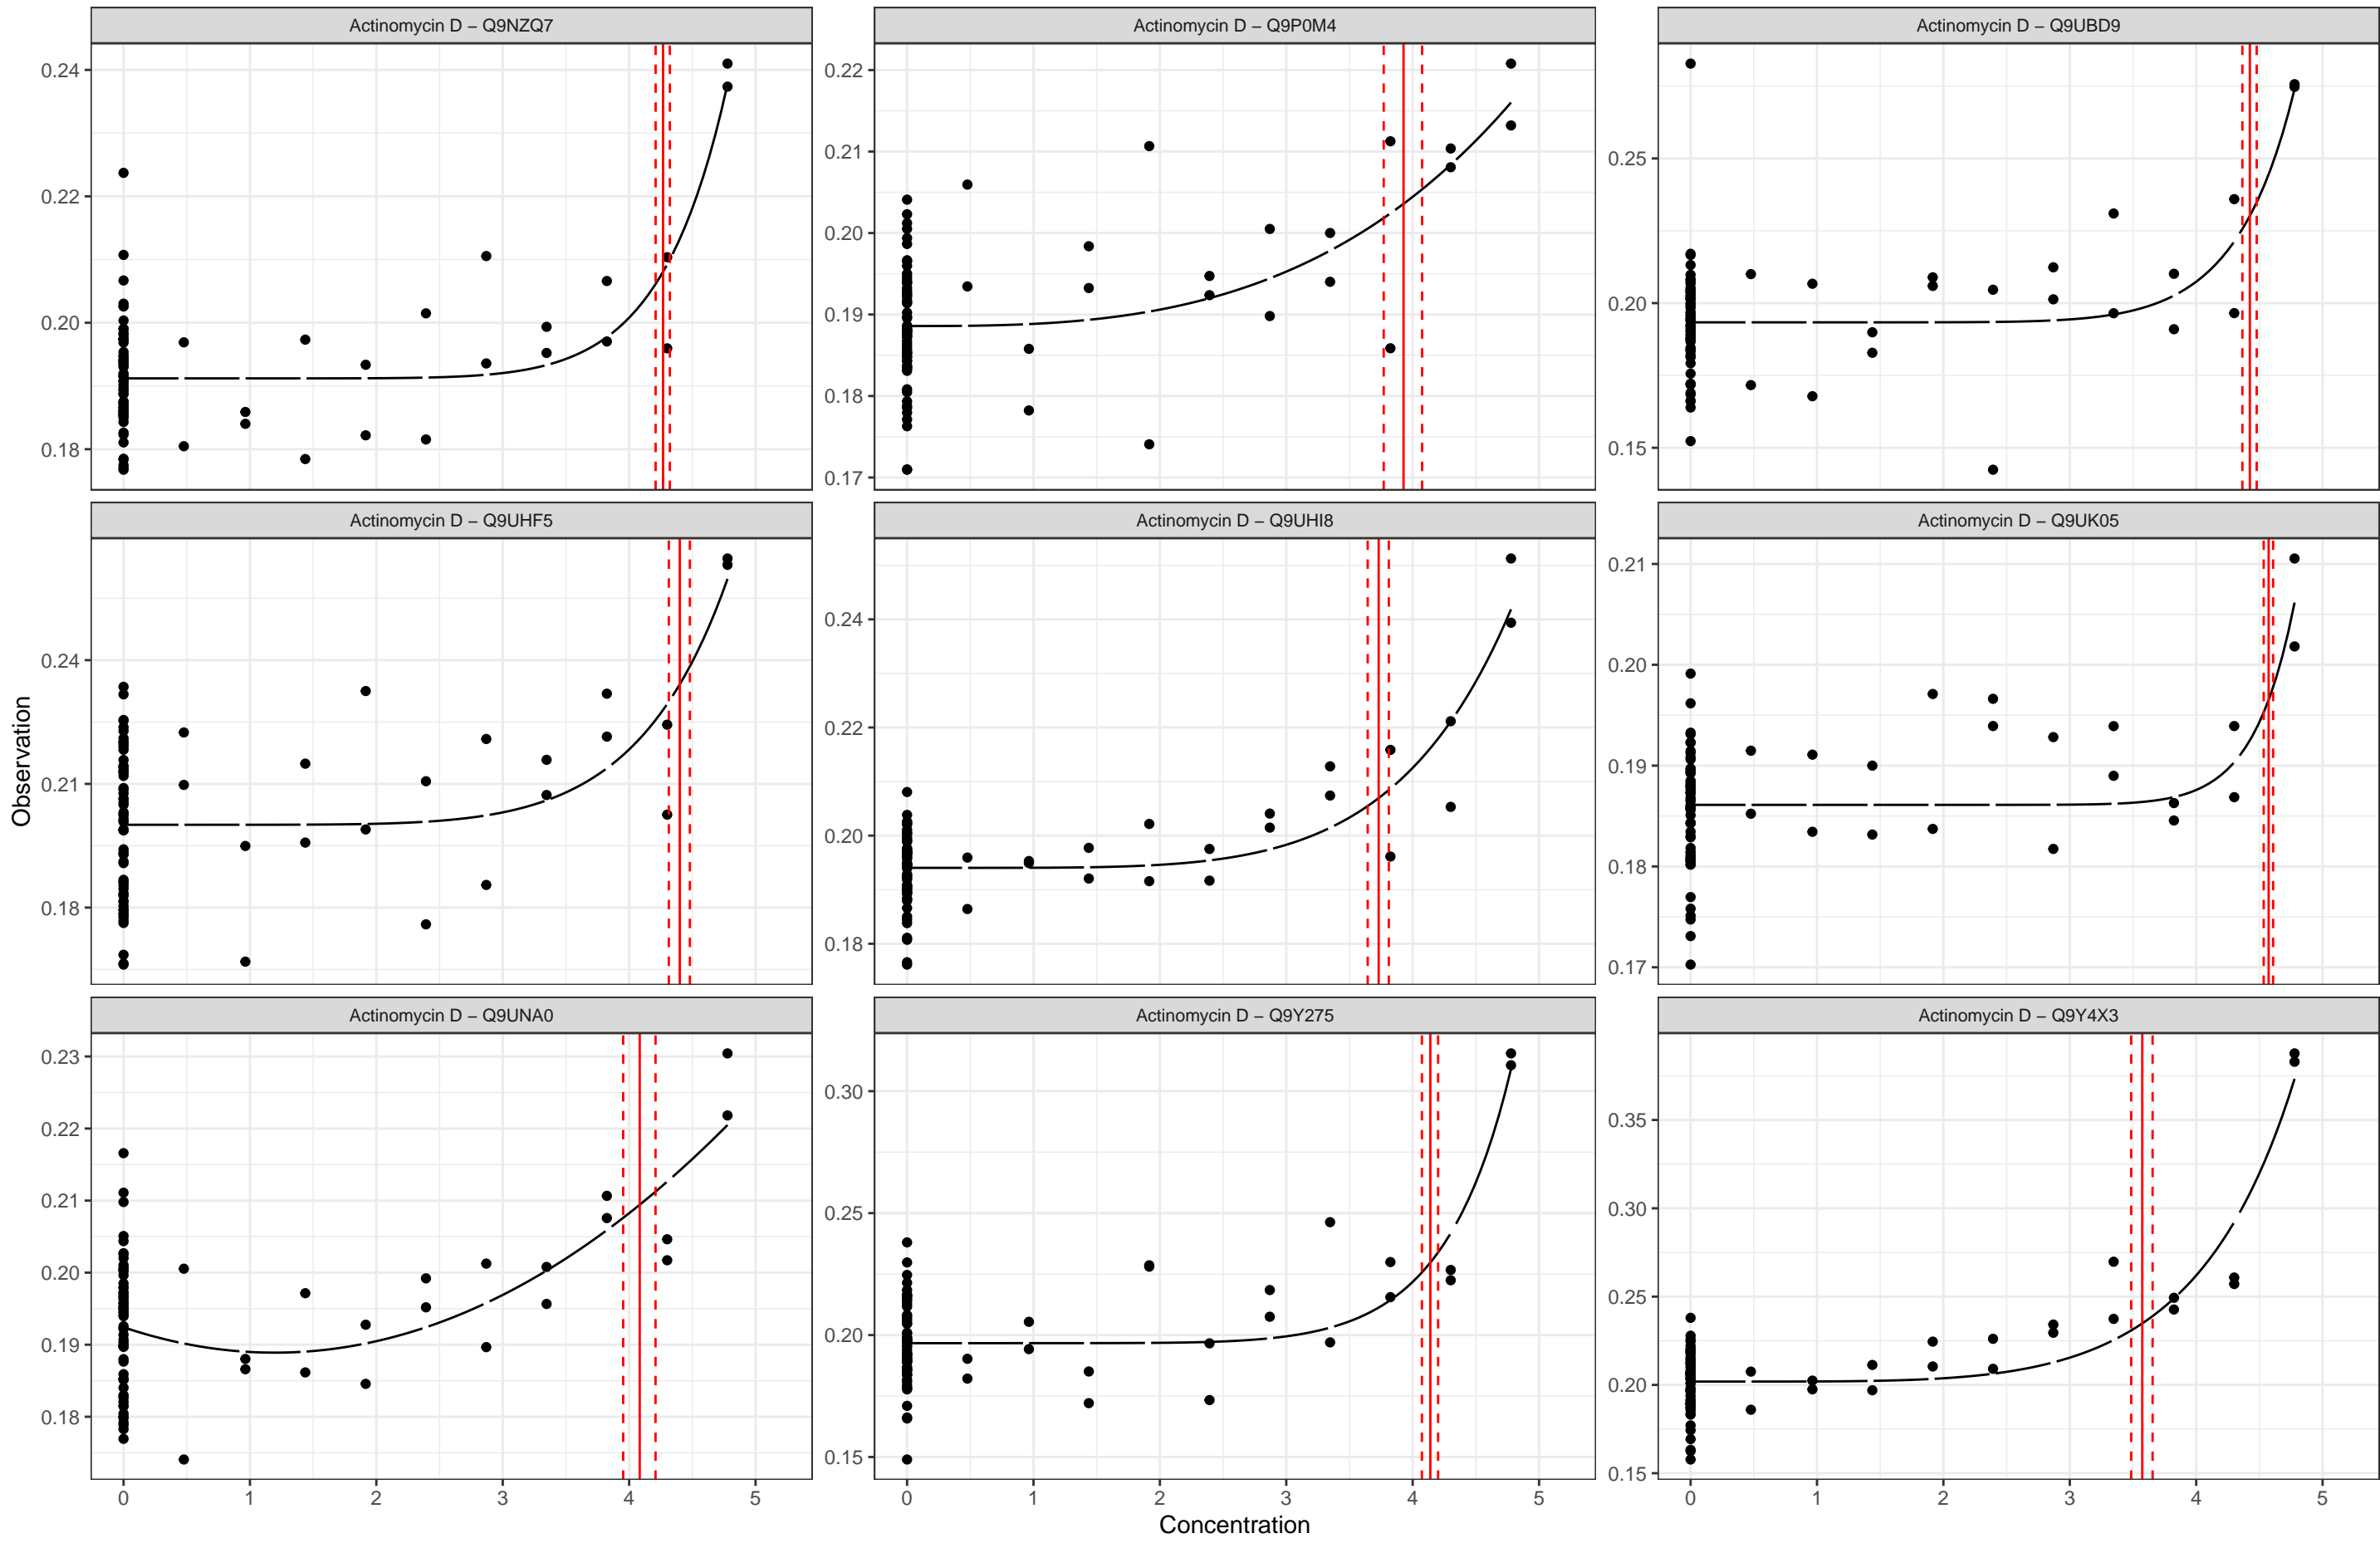 Actinomycin D – Q9NZQ7
Actinomycin D – Q9P0M4
Actinomycin D – Q9UBD9
0.24
0.22
0.20
0.18
0.22
0.21
0.20
0.19
0.18
0.17
0.25
0.20
0.15
Actinomycin D – Q9UHF5
Actinomycin D – Q9UHI8
Actinomycin D – Q9UK05
0.24
0.21
0.18
0.24
0.22
0.20
0.18
0.21
0.20
0.19
0.18
0.17
Observation
Actinomycin D – Q9UNA0
Actinomycin D – Q9Y275
Actinomycin D – Q9Y4X3
0.23
0.22
0.21
0.20
0.19
0.18
0.30
0.25
0.20
0.15
0.35
0.30
0.25
0.20
0.15
0 1 2 3 4 5
0 1 2 3 4 5
0 1 2 3 4 5
Concentration